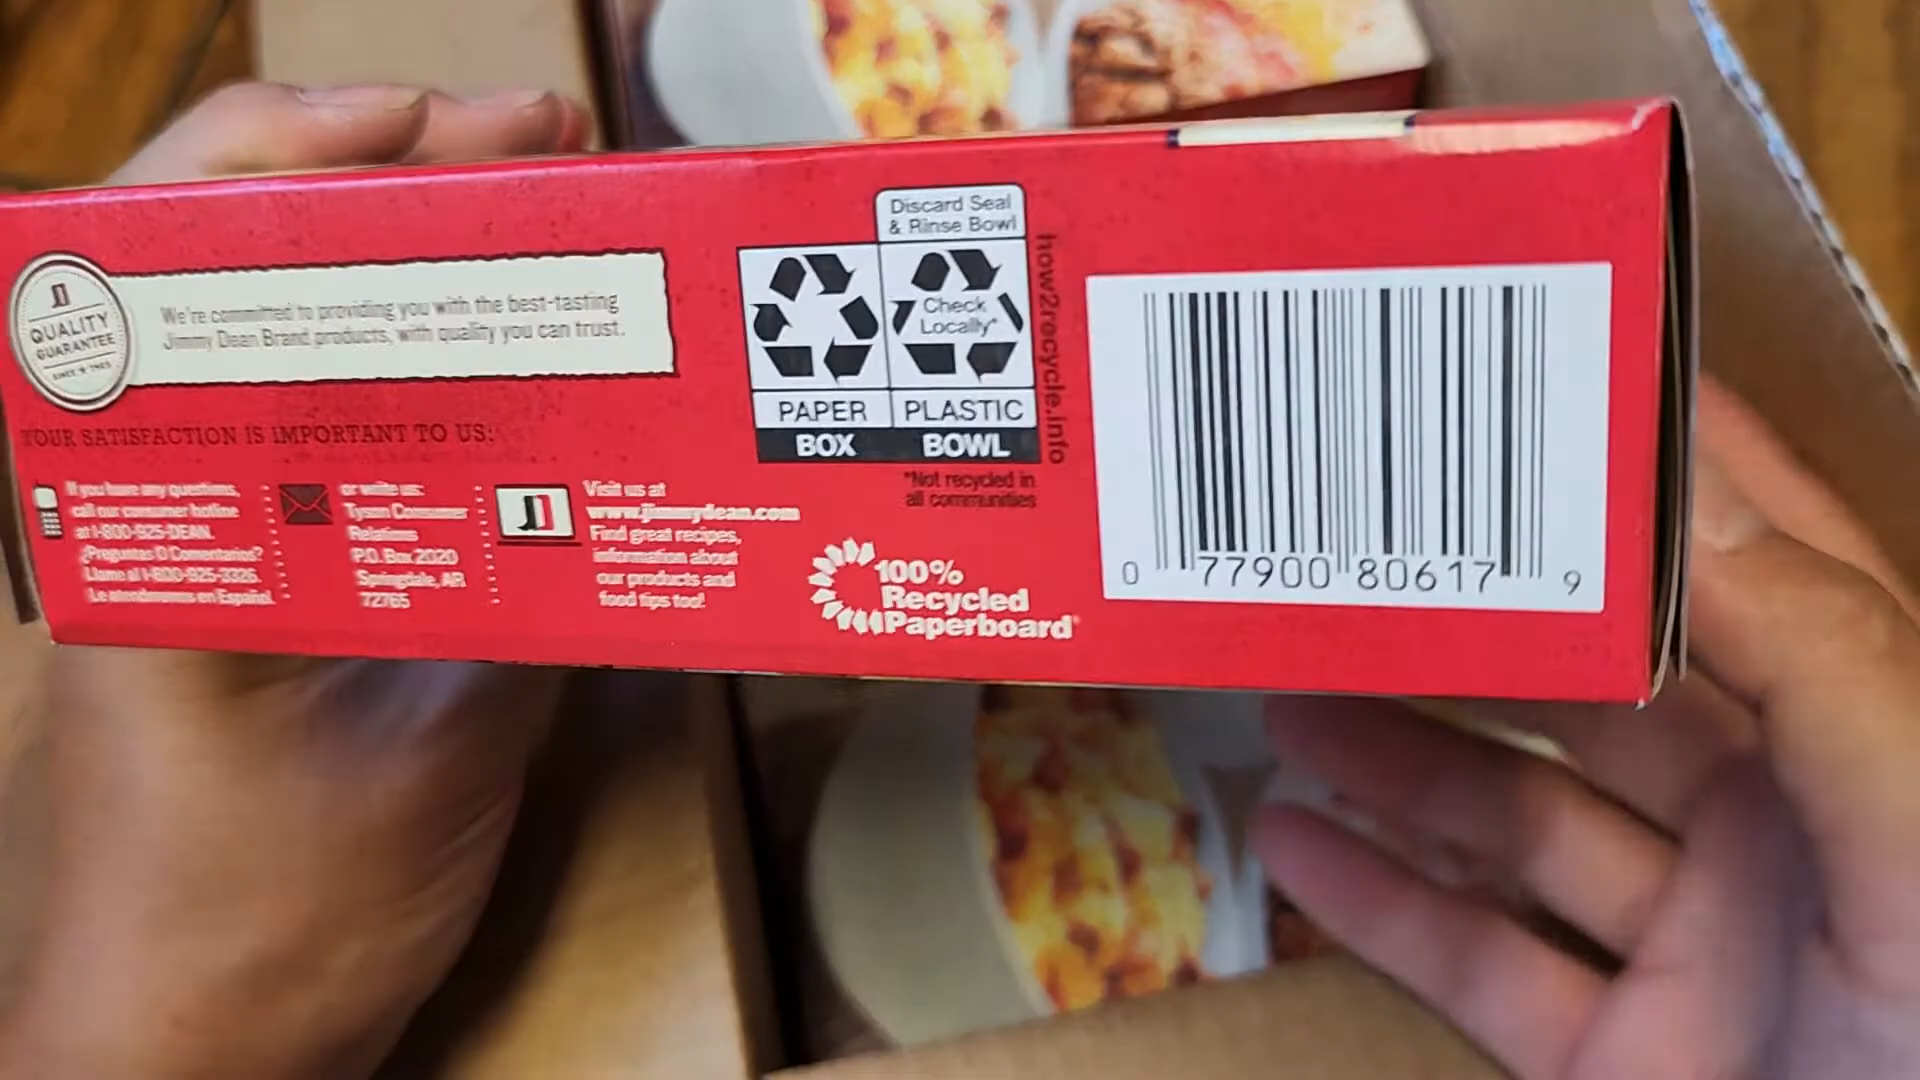 JD
QUALITY
GUARANTEE
We're committed to providing you with the best-tasting
Jimmy Dean Brand products, with quality you can trust.
YOUR SATISFACTION IS IMPORTANT TO US:
If you have any questions,
call our consumer hotline
at 1-800-925-DEAN.
¿Preguntas O Comentarios?
Llame al 1-800-925-3326.
Le atenderemos en Español.
or write us:
Tyson Consumer
Relations
P.O. Box 2020
Springdale, AR
72765
JD
Visit us at
www.jimmydean.com
Find great recipes,
information about
our products and
food tips too!
Discard Seal
& Rinse Bowl
Check
Locally*
PAPER
PLASTIC
BOX
BOWL
how2recycle.info
*Not recycled in
all communities
100%
Recycled
Paperboard
0 77900 80617 9